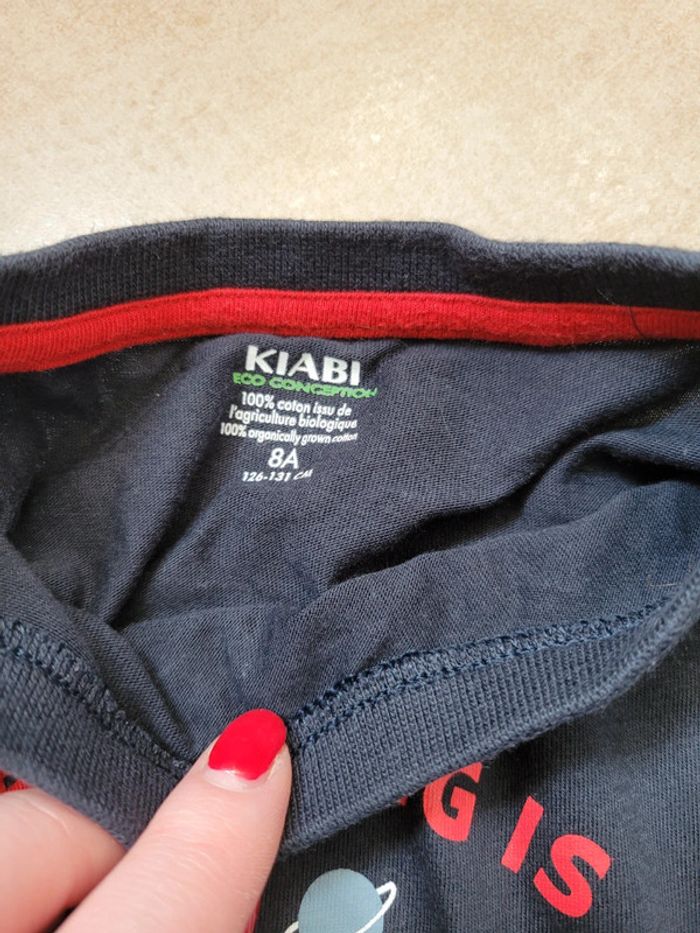 KIABI
ECO CONCEPTION
100% coton issu de
l'agriculture biologique
100% organically grown cotton
8A
126-131 CM
G IS